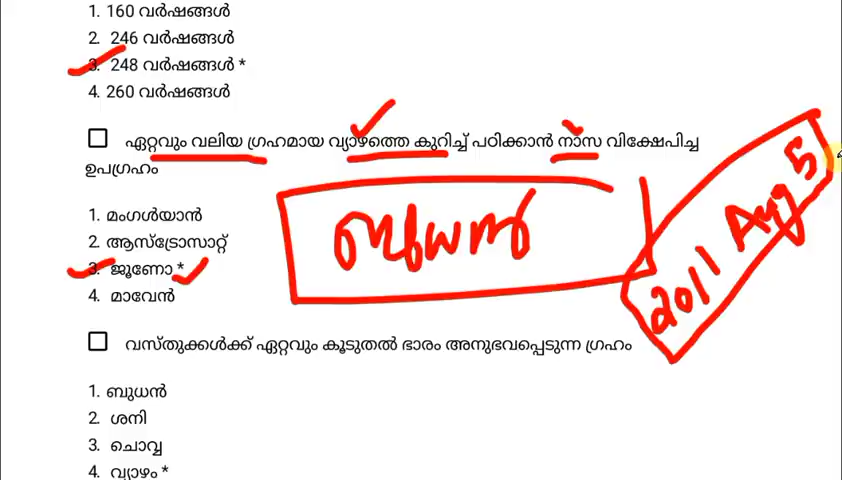 1. 160 വർഷങ്ങൾ
2. 246 വർഷങ്ങൾ
3. 248 വർഷങ്ങൾ *
4. 260 വർഷങ്ങൾ
ഏറ്റവും വലിയ ഗ്രഹമായ വ്യാഴത്തെ കുറിച്ച് പഠിക്കാൻ നാസ വിക്ഷേപിച്ച
ഉപഗ്രഹം
1. മംഗൾയാൻ
2. ആസ്ട്രോസാറ്റ്
3. ജൂണോ *
4. മാവേൻ
ബുധൻ
2011 Aug 5
വസ്തുക്കൾക്ക് ഏറ്റവും കൂടുതൽ ഭാരം അനുഭവപ്പെടുന്ന ഗ്രഹം
1. ബുധൻ
2. ശനി
3. ചൊവ്വ
4. വ്യാഴം *